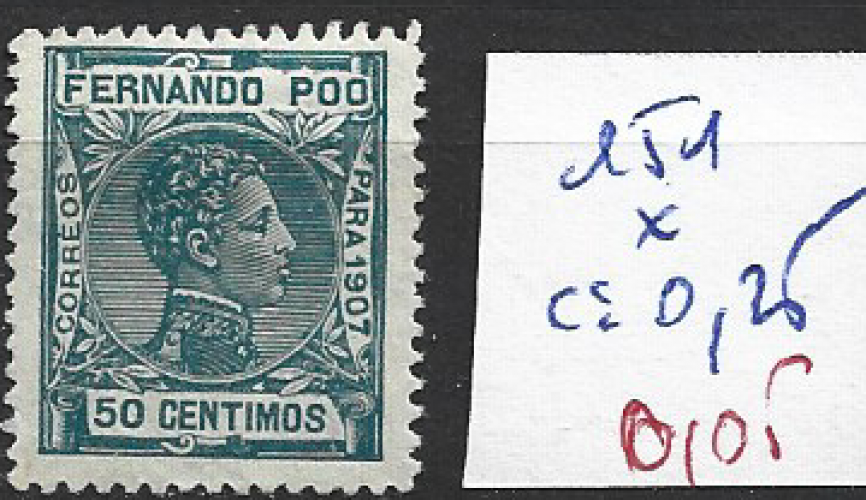 FERNANDO POO
CORREOS
PARA 1907
50 CENTIMOS
151
x
c: 0,25
0,05